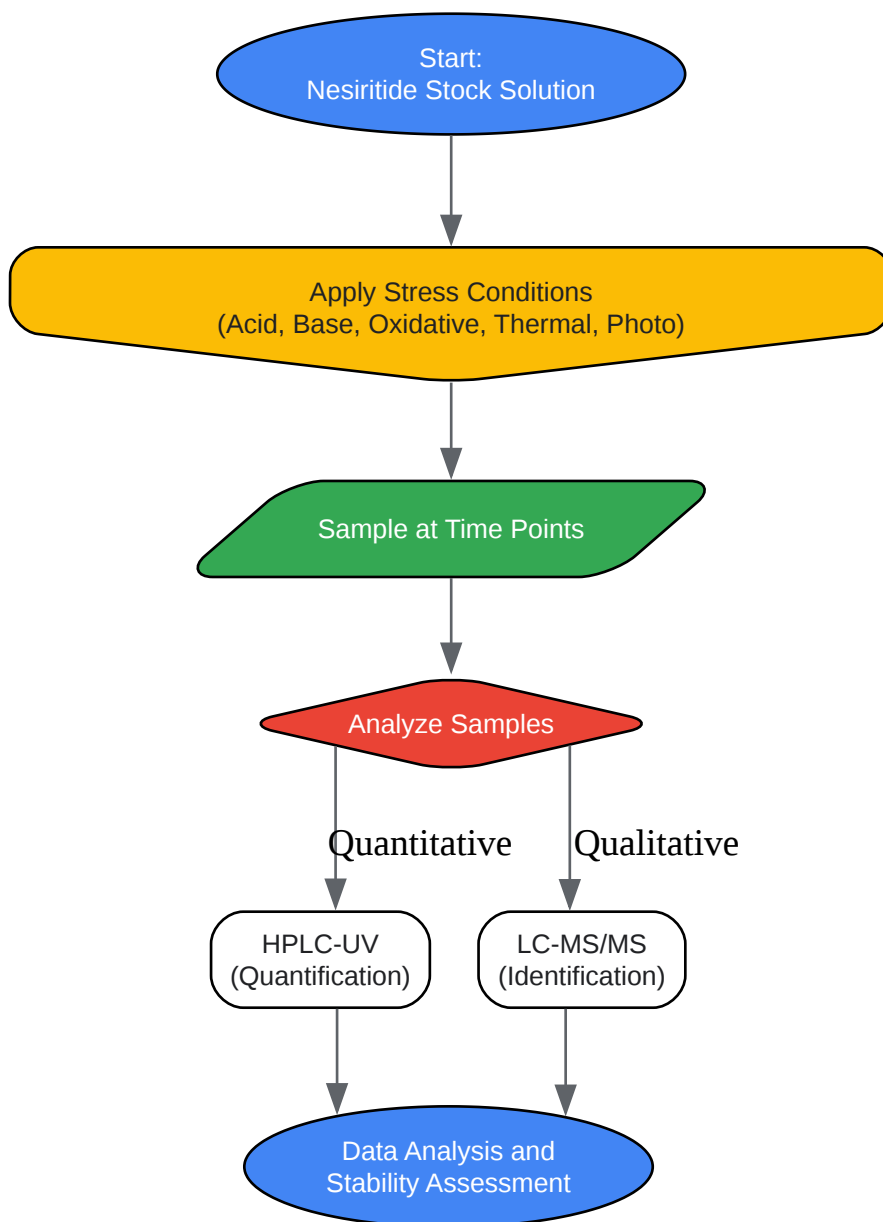 Start:
Nesiritide Stock Solution
Apply Stress Conditions
(Acid, Base, Oxidative, Thermal, Photo)
Sample at Time Points
Analyze Samples
Quantitative
Qualitative
HPLC-UV
(Quantification)
LC-MS/MS
(Identification)
Data Analysis and
Stability Assessment